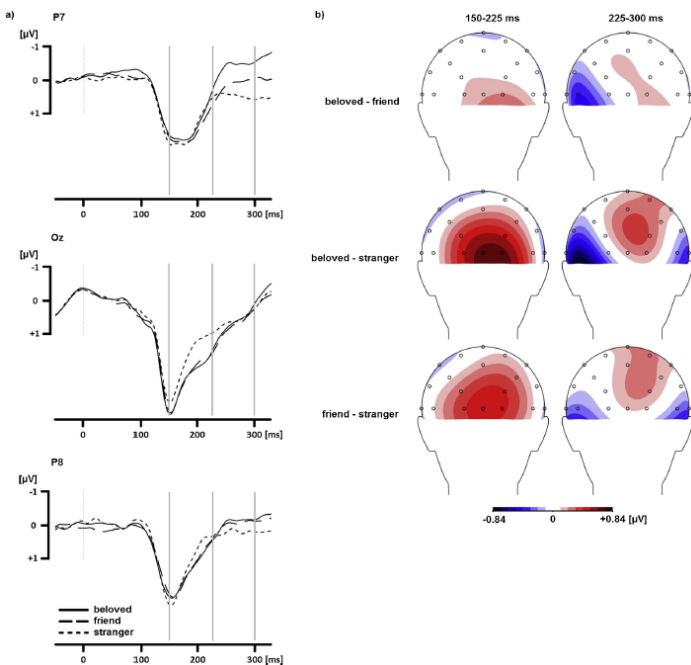 a)
P7
[µV]
-1
0
+1
0 100 200 300 [ms]
Oz
[µV]
-1
0
+1
0 100 200 300 [ms]
P8
[µV]
-1
0
+1
beloved
friend
stranger
0 100 200 300 [ms]
b)
150-225 ms 225-300 ms
beloved - friend
beloved - stranger
friend - stranger
-0.84 0 +0.84 [µV]